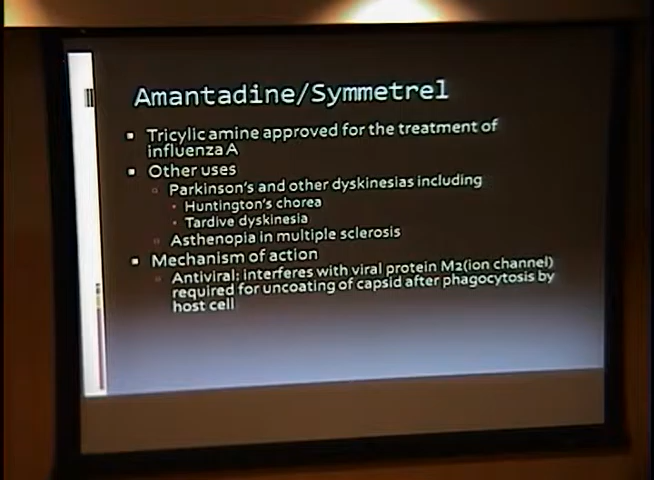 Amantadine/Symmetrel
Tricylic amine approved for the treatment of
influenza A
Other uses
Parkinson's and other dyskinesias including
Huntington's chorea
Tardive dyskinesia
Asthenopia in multiple sclerosis
Mechanism of action
Antiviral: interferes with viral protein M2(ion channel)
required for uncoating of capsid after phagocytosis by
host cell